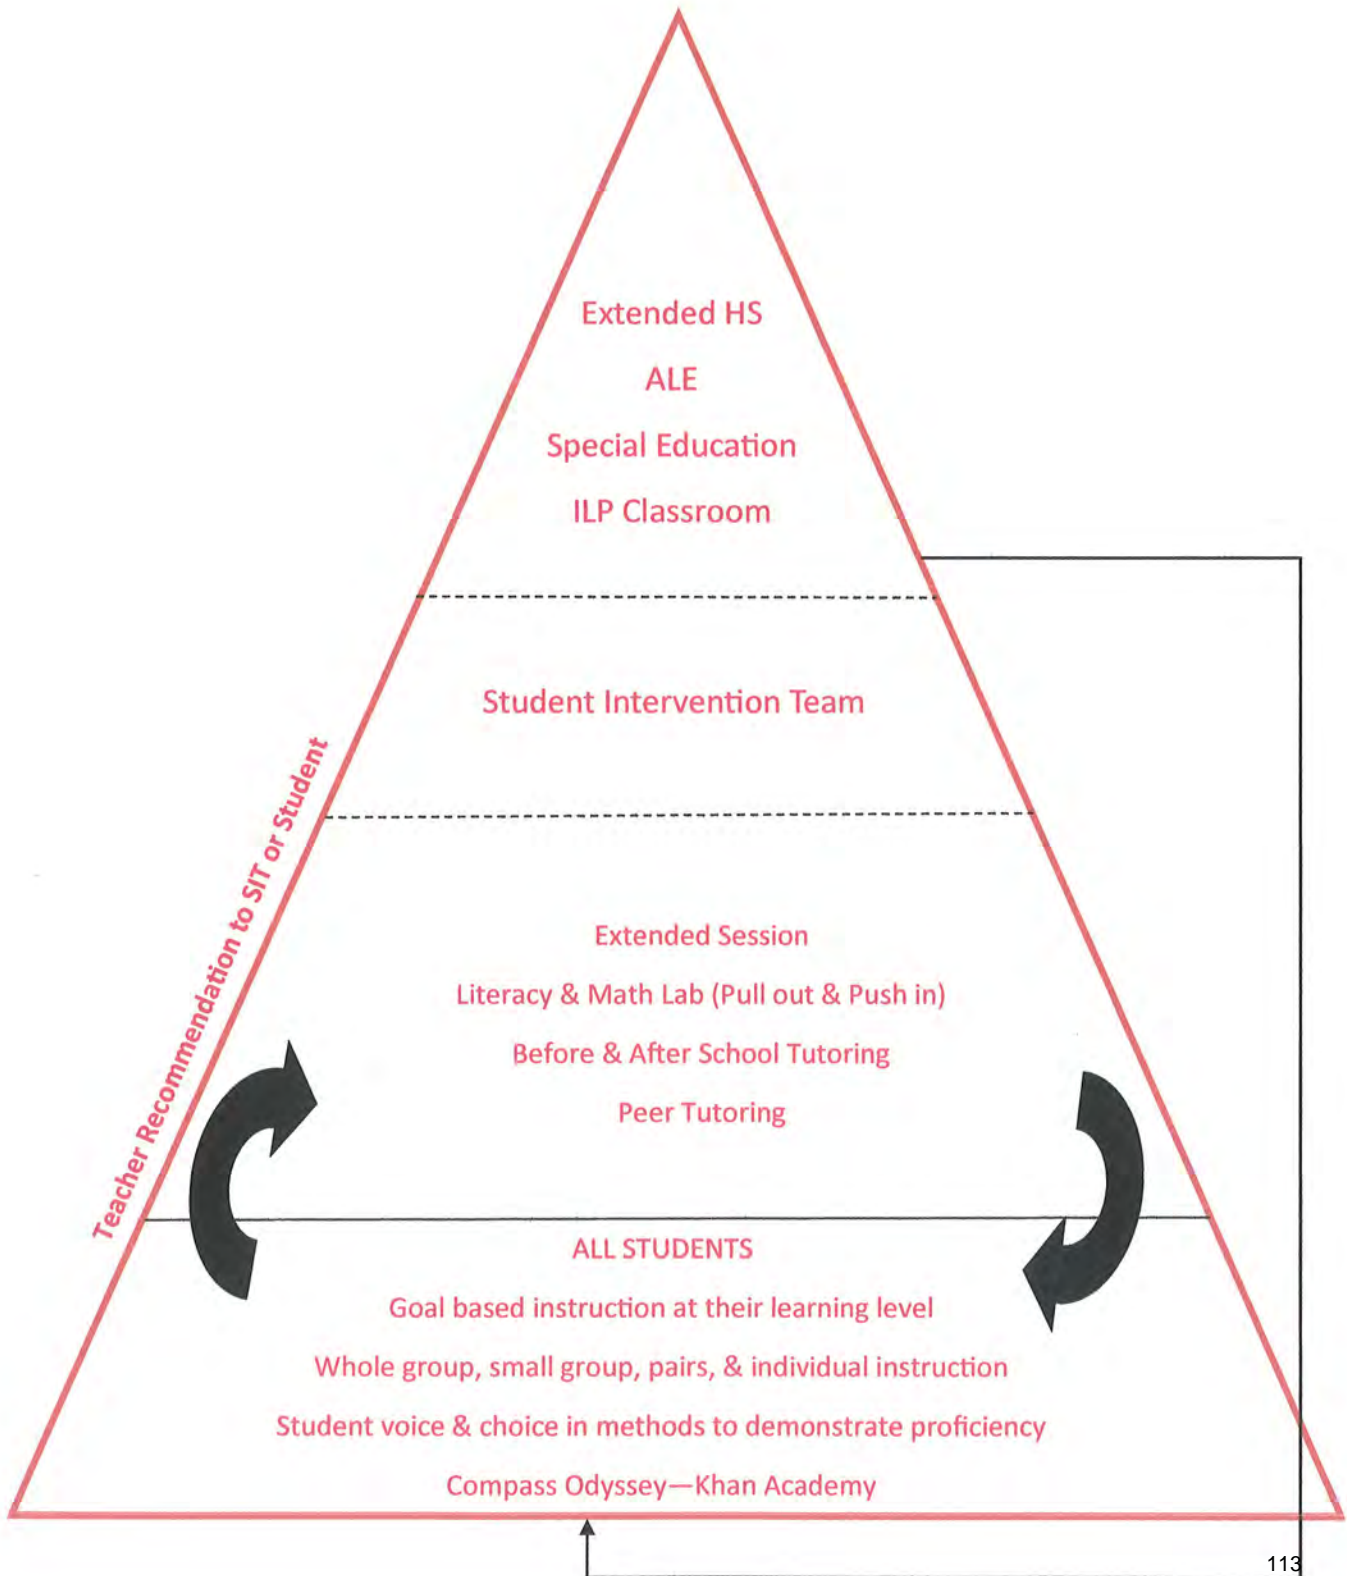 Extended HS
ALE
Special Education
ILP Classroom
Student Intervention Team
Teacher Recommendation to SIT or Student
Extended Session
Literacy & Math Lab (Pull out & Push in)
Before & After School Tutoring
Peer Tutoring
ALL STUDENTS
Goal based instruction at their learning level
Whole group, small group, pairs, & individual instruction
Student voice & choice in methods to demonstrate proficiency
Compass Odyssey—Khan Academy
113